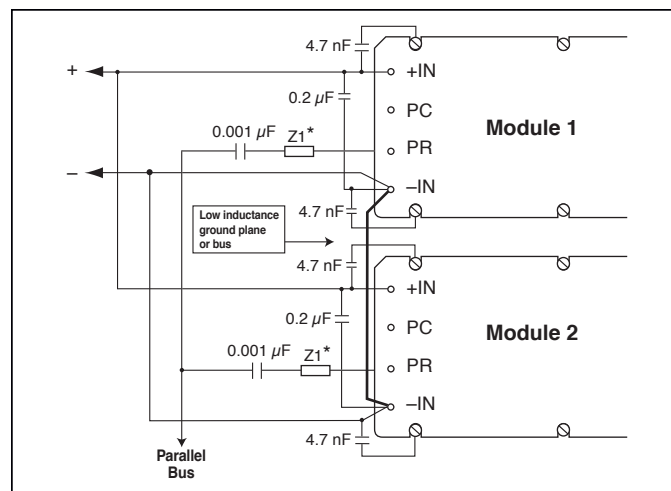 4.7 nF
+
+IN
0.2 µF
PC
Module 1
0.001 µF
Z1*
PR
–
–IN
4.7 nF
Low inductance
ground plane
or bus
4.7 nF
+IN
0.2 µF
PC
Module 2
0.001 µF
Z1*
PR
–IN
4.7 nF
Parallel
Bus